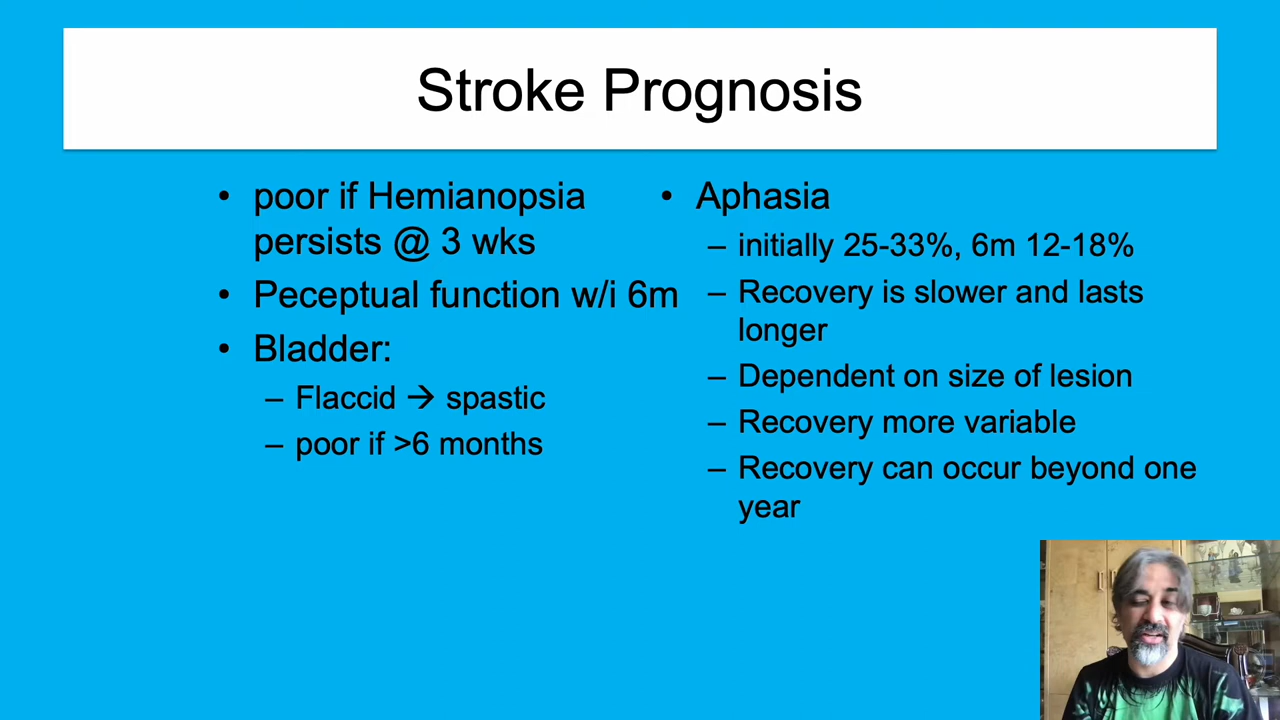 Stroke Prognosis
• poor if Hemianopsia
persists @ 3 wks
• Peceptual function w/i 6m
• Bladder:
– Flaccid → spastic
– poor if >6 months
• Aphasia
– initially 25-33%, 6m 12-18%
– Recovery is slower and lasts
longer
– Dependent on size of lesion
– Recovery more variable
– Recovery can occur beyond one
year